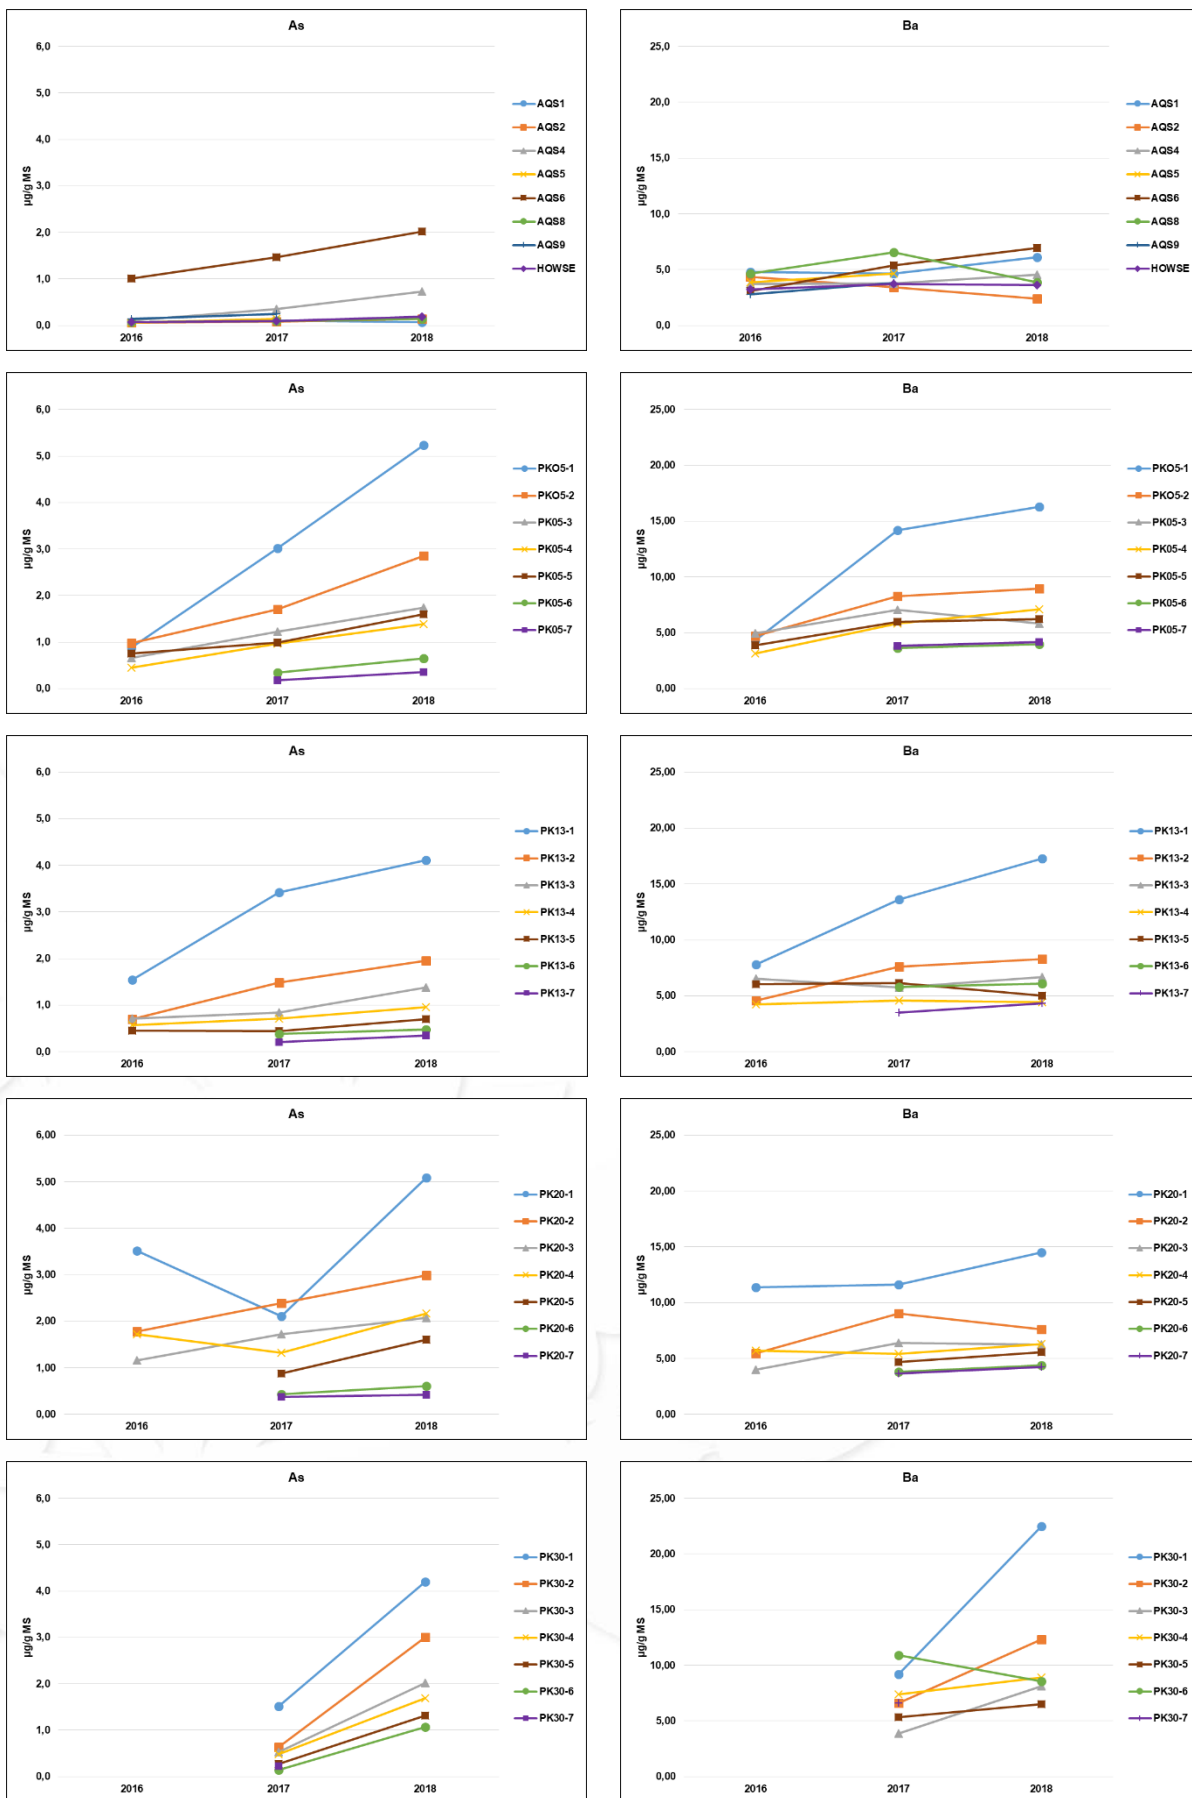 As
6,0
5,0
4,0
3,0
2,0
1,0
0,0
µg/g MS
2016
2017
2018
AQS1
AQS2
AQS4
AQS5
AQS6
AQS8
AQS9
HOWSE
Ba
25,0
20,0
15,0
10,0
5,0
0,0
µg/g MS
2016
2017
2018
AQS1
AQS2
AQS4
AQS5
AQS6
AQS8
AQS9
HOWSE
As
6,0
5,0
4,0
3,0
2,0
1,0
0,0
µg/g MS
2016
2017
2018
PKO5-1
PKO5-2
PK05-3
PK05-4
PK05-5
PK05-6
PK05-7
Ba
25,00
20,00
15,00
10,00
5,00
0,00
µg/g MS
2016
2017
2018
PKO5-1
PKO5-2
PK05-3
PK05-4
PK05-5
PK05-6
PK05-7
As
6,0
5,0
4,0
3,0
2,0
1,0
0,0
µg/g MS
2016
2017
2018
PK13-1
PK13-2
PK13-3
PK13-4
PK13-5
PK13-6
PK13-7
Ba
25,00
20,00
15,00
10,00
5,00
0,00
µg/g MS
2016
2017
2018
PK13-1
PK13-2
PK13-3
PK13-4
PK13-5
PK13-6
PK13-7
As
6,00
5,00
4,00
3,00
2,00
1,00
0,00
µg/g MS
2016
2017
2018
PK20-1
PK20-2
PK20-3
PK20-4
PK20-5
PK20-6
PK20-7
Ba
25,00
20,00
15,00
10,00
5,00
0,00
µg/g MS
2016
2017
2018
PK20-1
PK20-2
PK20-3
PK20-4
PK20-5
PK20-6
PK20-7
As
6,0
5,0
4,0
3,0
2,0
1,0
0,0
µg/g MS
2016
2017
2018
PK30-1
PK30-2
PK30-3
PK30-4
PK30-5
PK30-6
PK30-7
Ba
25,00
20,00
15,00
10,00
5,00
0,00
µg/g MS
2016
2017
2018
PK30-1
PK30-2
PK30-3
PK30-4
PK30-5
PK30-6
PK30-7